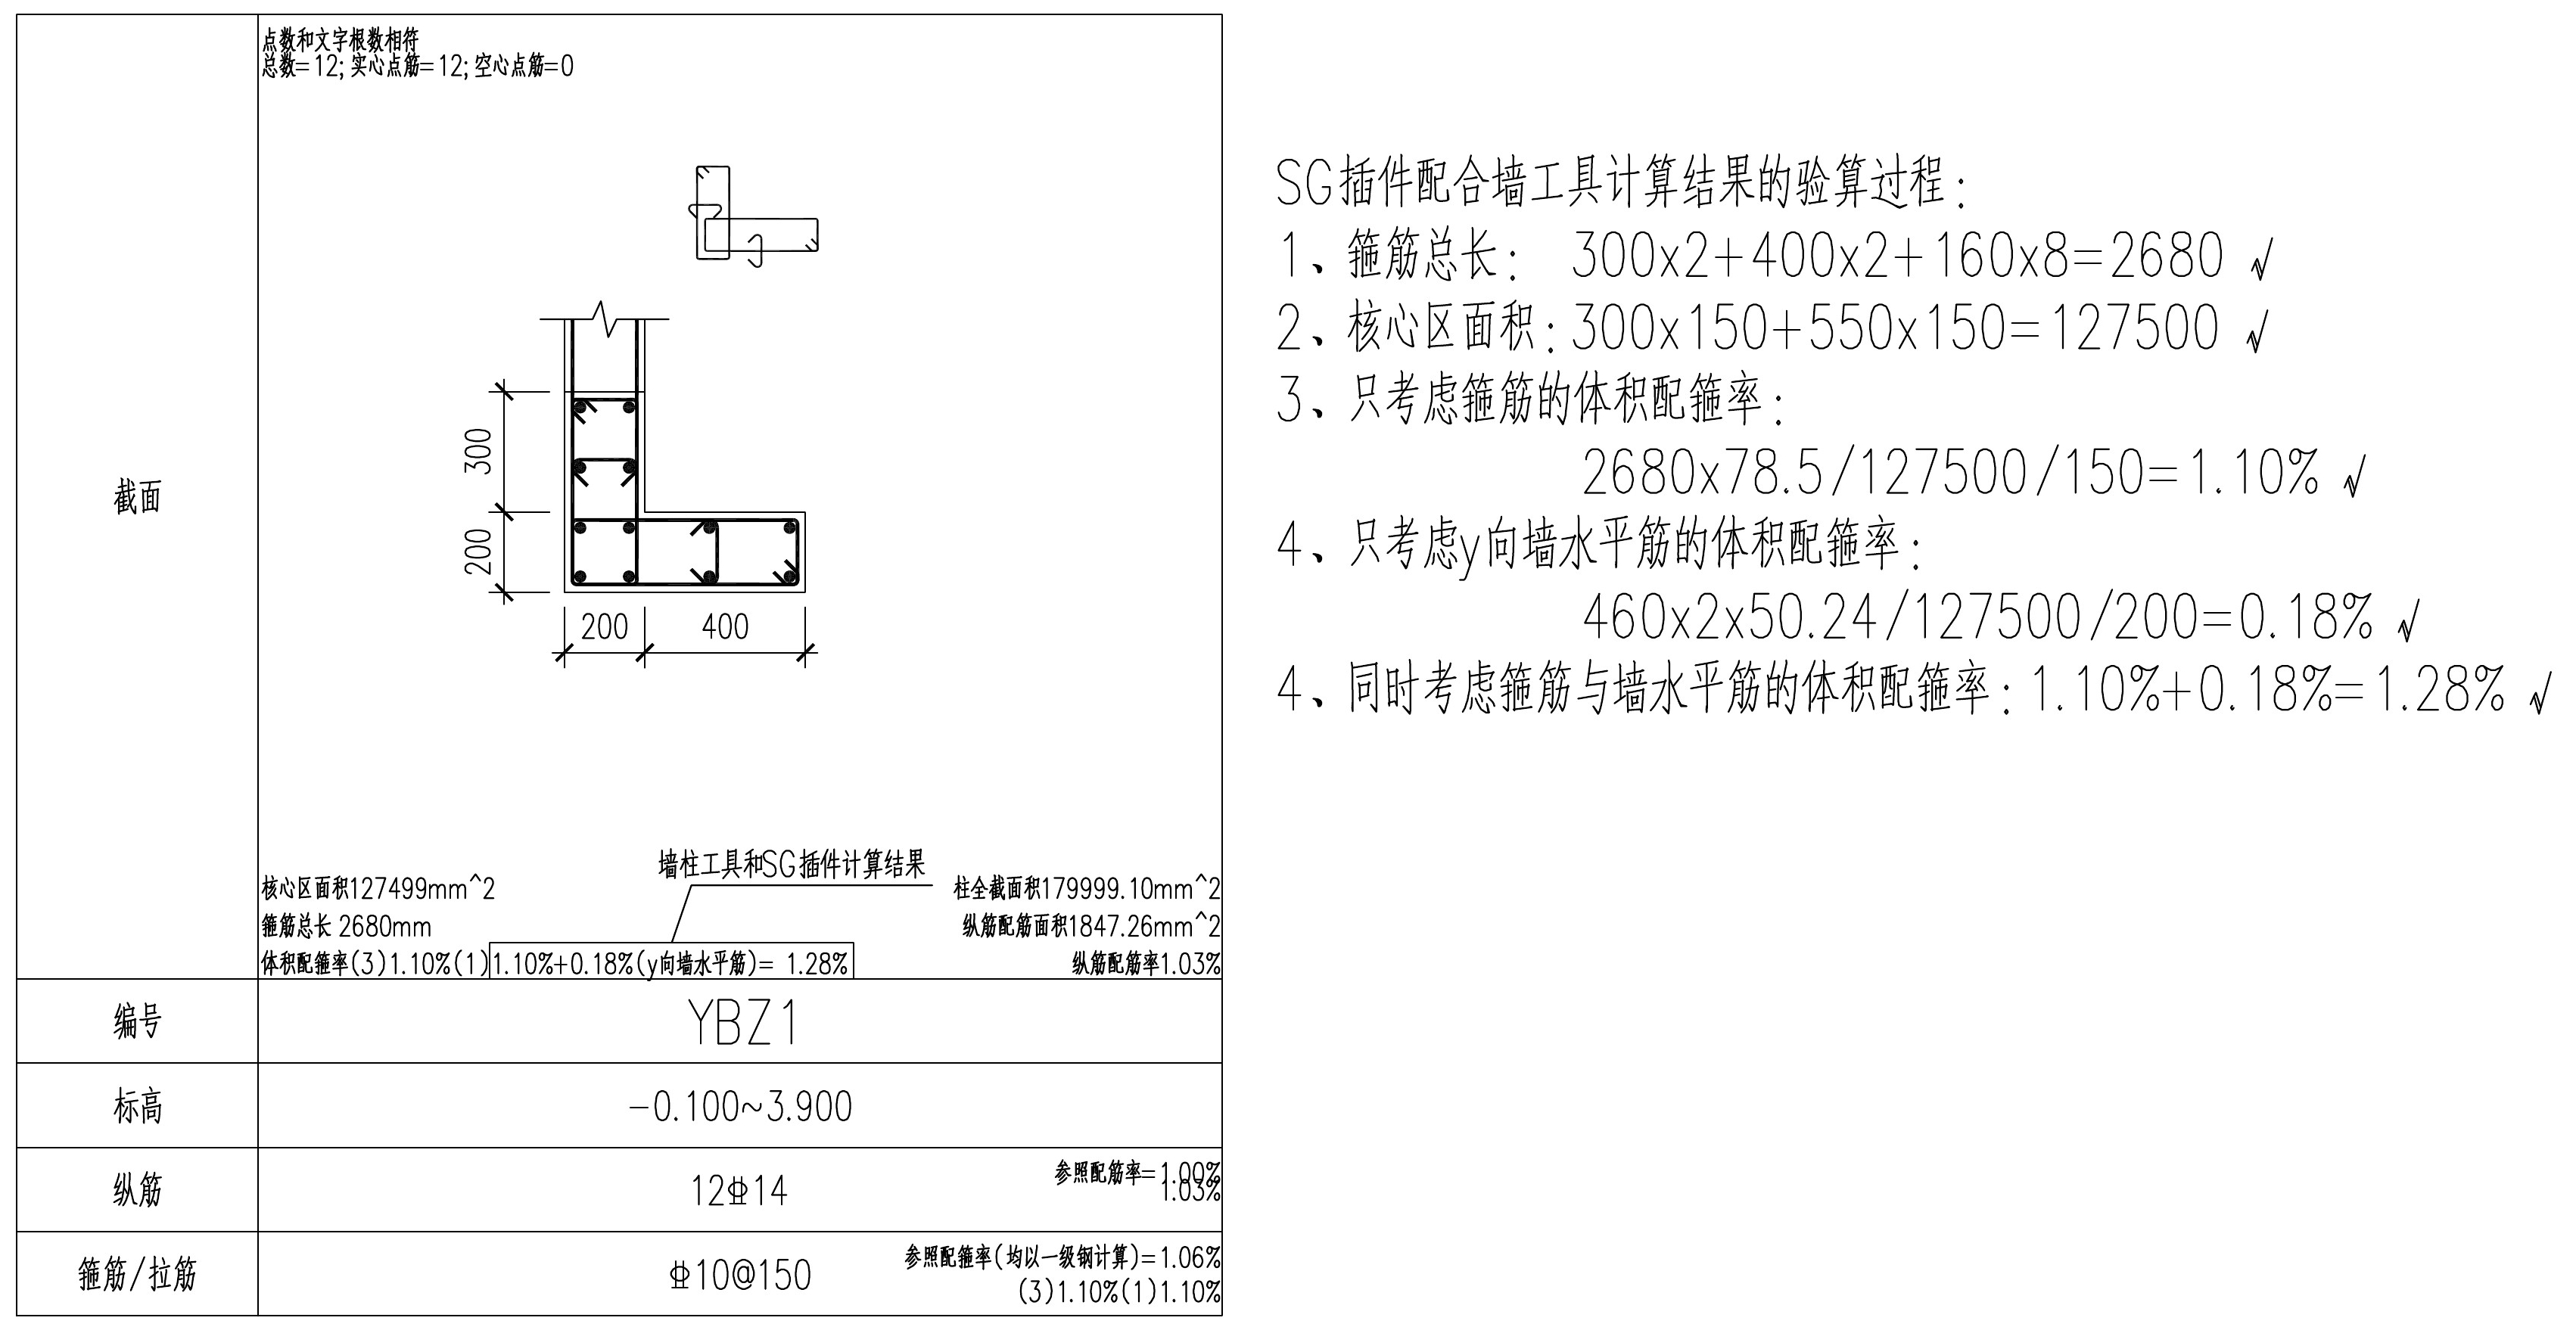 点数和文字根数相符
总数=12;实心点筋=12;空心点筋=0
截面
300
200
200
400
墙柱工具和SG插件计算结果
核心区面积127499mm^2
箍筋总长 2680mm
体积配箍率(3)1.10%(1)1.10%+0.18%(y向墙水平筋)= 1.28%
柱全截面积179999.10mm^2
纵筋配筋面积1847.26mm^2
纵筋配筋率1.03%
编号
YBZ1
标高
-0.100~3.900
纵筋
12⏀14
参照配筋率=1.00%
1.03%
箍筋/拉筋
⏀10@150
参照配箍率(均以一级钢计算)=1.06%
(3)1.10%(1)1.10%
SG插件配合墙工具计算结果的验算过程:
1、箍筋总长: 300x2+400x2+160x8=2680 √
2、核心区面积:300x150+550x150=127500 √
3、只考虑箍筋的体积配箍率:
2680x78.5/127500/150=1.10% √
4、只考虑y向墙水平筋的体积配箍率:
460x2x50.24/127500/200=0.18% √
4、同时考虑箍筋与墙水平筋的体积配箍率:1.10%+0.18%=1.28% √